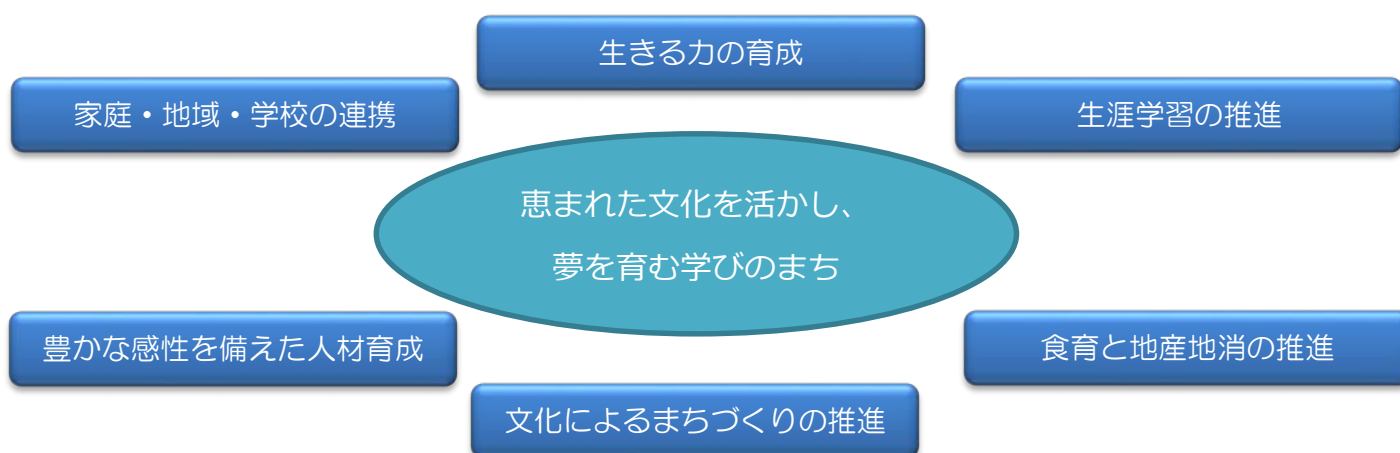 生きる力の育成
家庭・地域・学校の連携
生涯学習の推進
恵まれた文化を活かし、
夢を育む学びのまち
豊かな感性を備えた人材育成
食育と地産地消の推進
文化によるまちづくりの推進